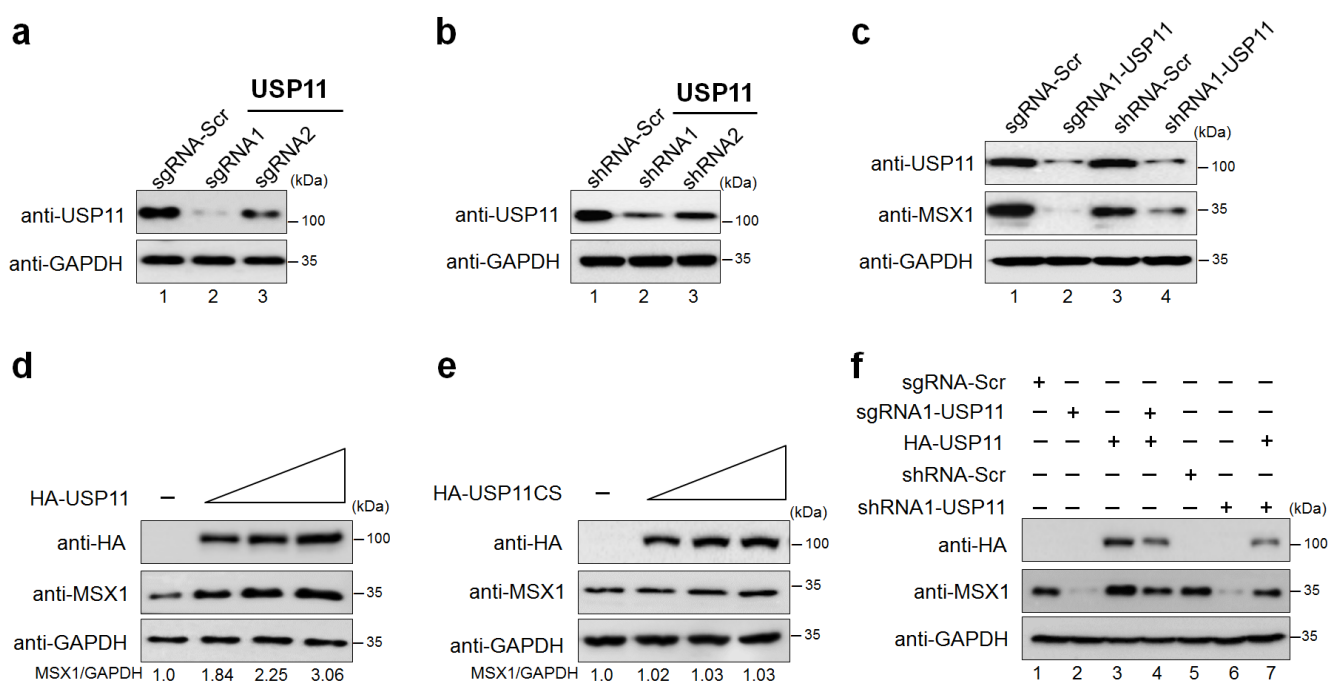 a
USP11
sgRNA-Scr
sgRNA1
sgRNA2
(kDa)
anti-USP11
100
anti-GAPDH
35
1 2 3
b
USP11
shRNA-Scr
shRNA1
shRNA2
(kDa)
anti-USP11
100
anti-GAPDH
35
1 2 3
c
sgRNA-Scr
sgRNA1-USP11
shRNA-Scr
shRNA1-USP11
(kDa)
anti-USP11
100
anti-MSX1
35
anti-GAPDH
35
1 2 3 4
d
HA-USP11 –
(kDa)
anti-HA
100
anti-MSX1
35
anti-GAPDH
35
MSX1/GAPDH 1.0 1.84 2.25 3.06
e
HA-USP11CS –
(kDa)
anti-HA
100
anti-MSX1
35
anti-GAPDH
35
MSX1/GAPDH 1.0 1.02 1.03 1.03
f
sgRNA-Scr + – – – – – –
sgRNA1-USP11 – + – + – – –
HA-USP11 – – + + – – +
shRNA-Scr – – – – + – –
shRNA1-USP11 – – – – – + + (kDa)
anti-HA
100
anti-MSX1
35
anti-GAPDH
35
1 2 3 4 5 6 7